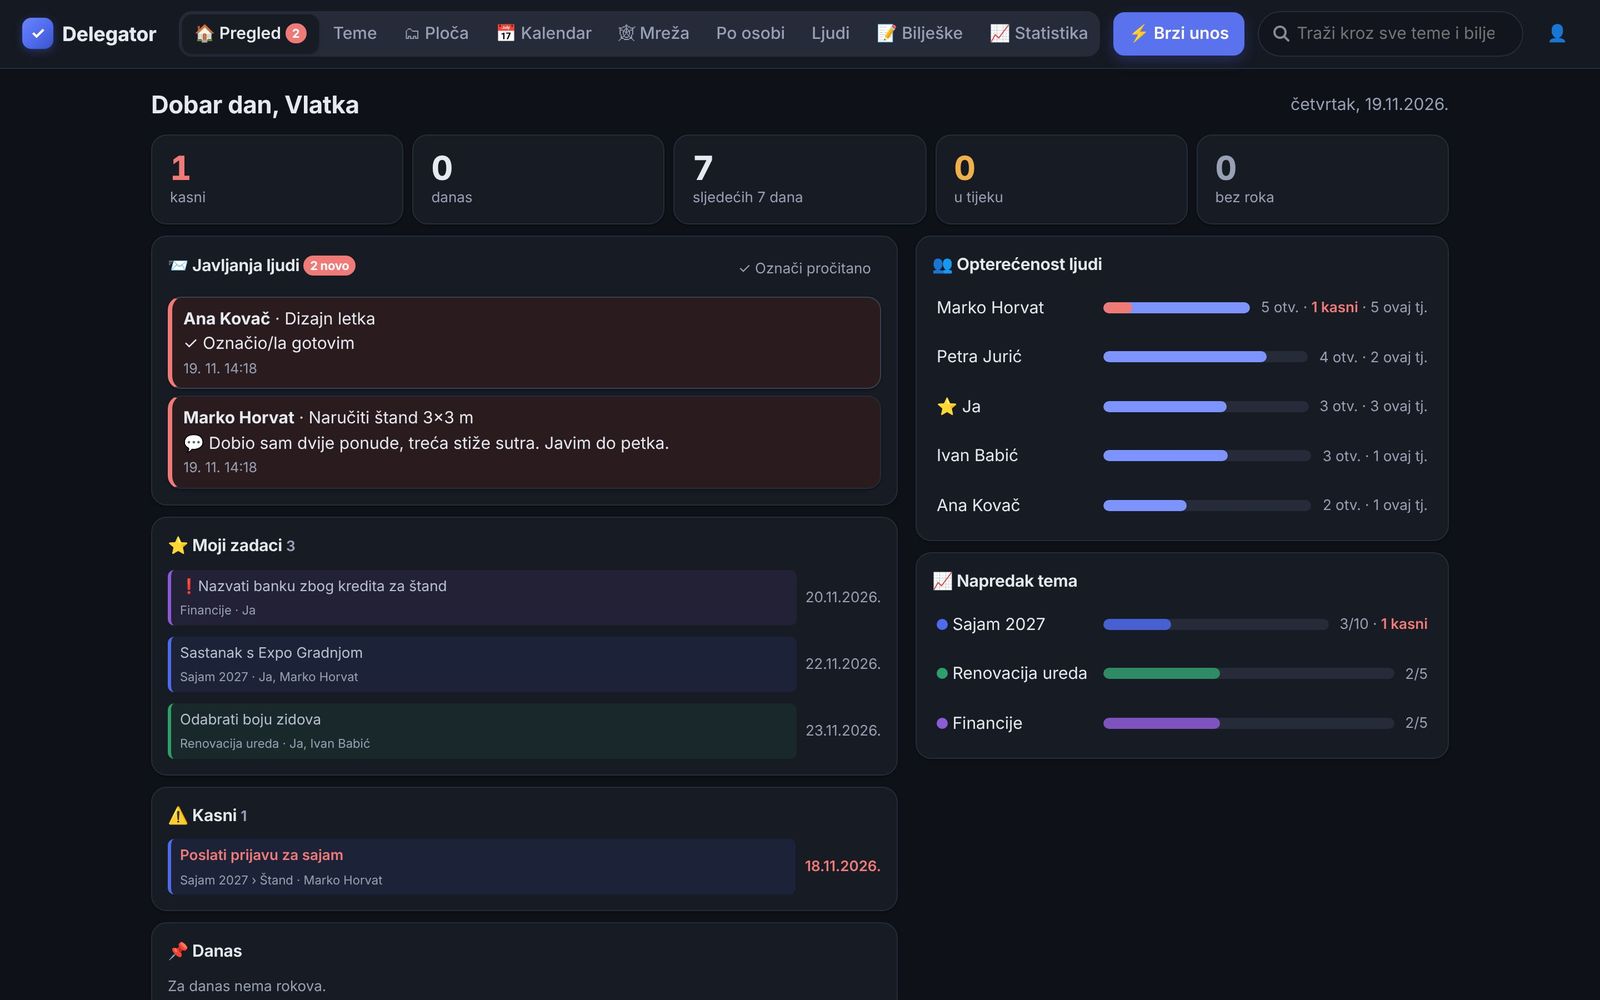 Delegator
Pregled 2
Teme
Ploča
Kalendar
Mreža
Po osobi
Ljudi
Bilješke
Statistika
Brzi unos
Traži kroz sve teme i bilje
Dobar dan, Vlatka
četvrtak, 19.11.2026.
1
kasni
0
danas
7
sljedećih 7 dana
0
u tijeku
0
bez roka
Javljanja ljudi 2 novo
✓ Označi pročitano
Ana Kovač · Dizajn letka
✓ Označio/la gotovim
19. 11. 14:18
Marko Horvat · Naručiti štand 3×3 m
Dobio sam dvije ponude, treća stiže sutra. Javim do petka.
19. 11. 14:18
Moji zadaci 3
❗ Nazvati banku zbog kredita za štand
Financije · Ja
20.11.2026.
Sastanak s Expo Gradnjom
Sajam 2027 · Ja, Marko Horvat
22.11.2026.
Odabrati boju zidova
Renovacija ureda · Ja, Ivan Babić
23.11.2026.
Kasni 1
Poslati prijavu za sajam
Sajam 2027 › Štand · Marko Horvat
18.11.2026.
Danas
Za danas nema rokova.
Opterećenost ljudi
Marko Horvat
5 otv. · 1 kasni · 5 ovaj tj.
Petra Jurić
4 otv. · 2 ovaj tj.
Ja
3 otv. · 3 ovaj tj.
Ivan Babić
3 otv. · 1 ovaj tj.
Ana Kovač
2 otv. · 1 ovaj tj.
Napredak tema
Sajam 2027
3/10 · 1 kasni
Renovacija ureda
2/5
Financije
2/5